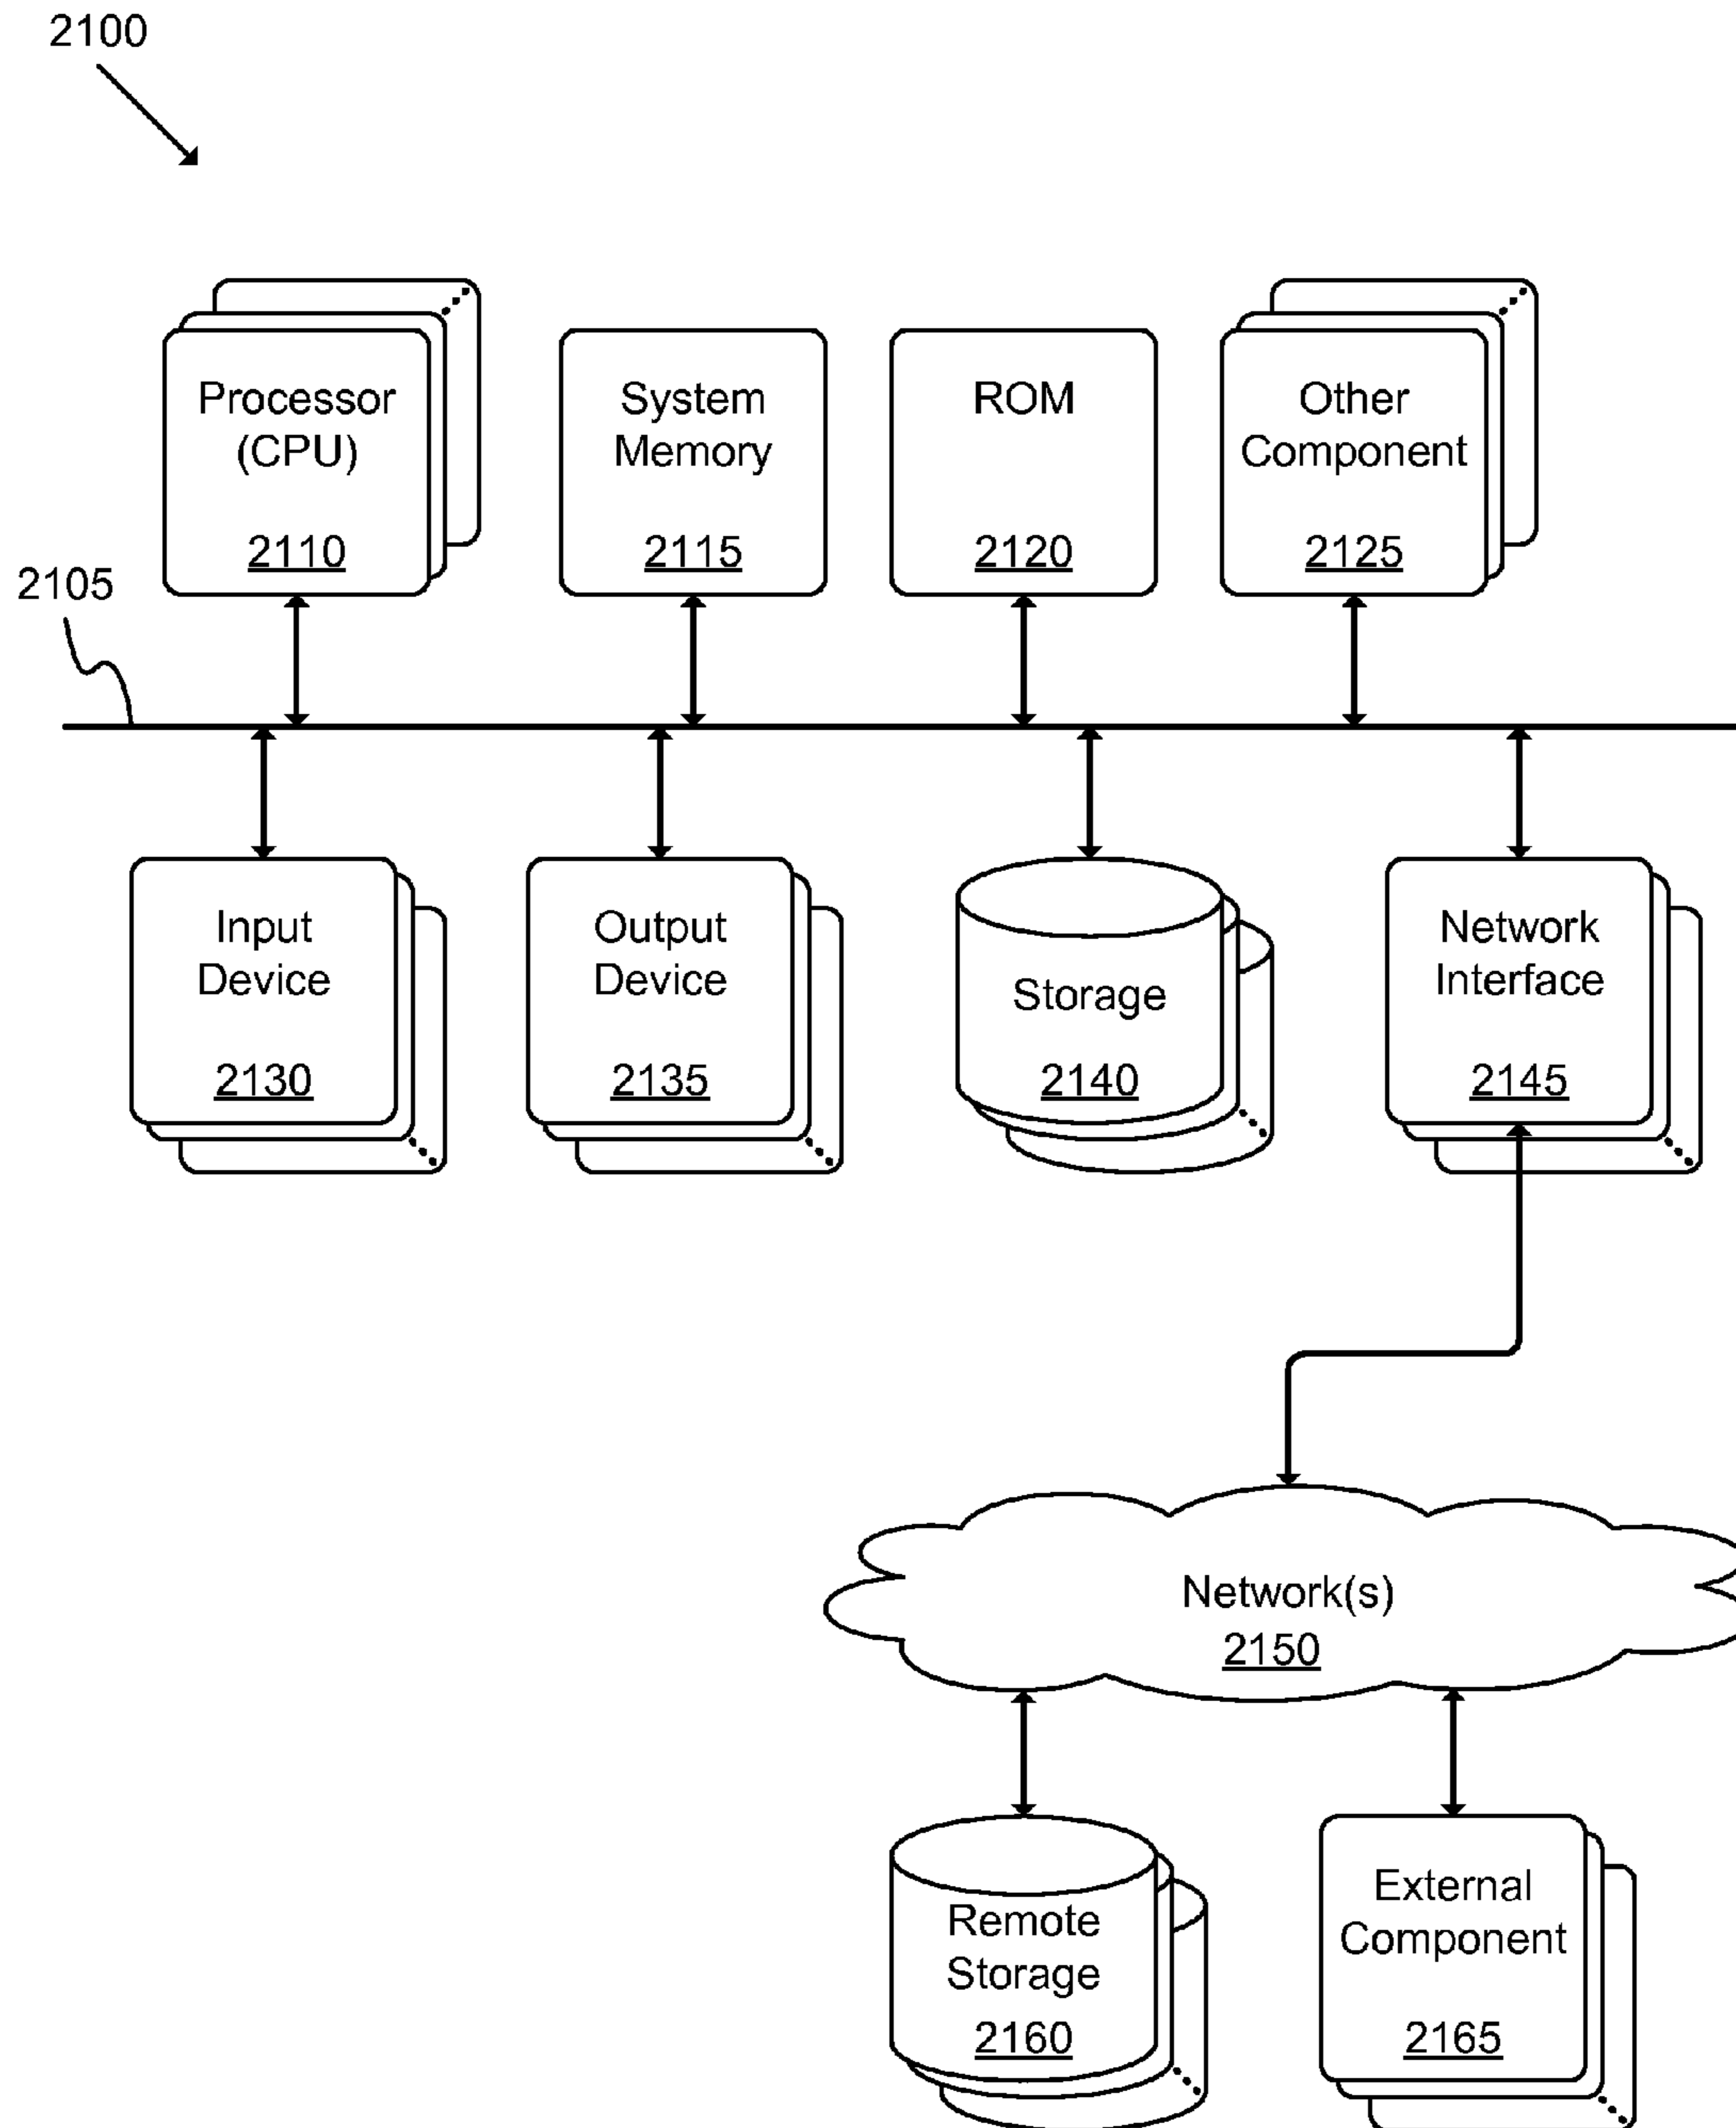 2100
Processor
(CPU)
2110
System
Memory
2115
ROM
2120
Other
Component
2125
2105
Input
Device
2130
Output
Device
2135
Storage
2140
Network
Interface
2145
Network(s)
2150
Remote
Storage
2160
External
Component
2165